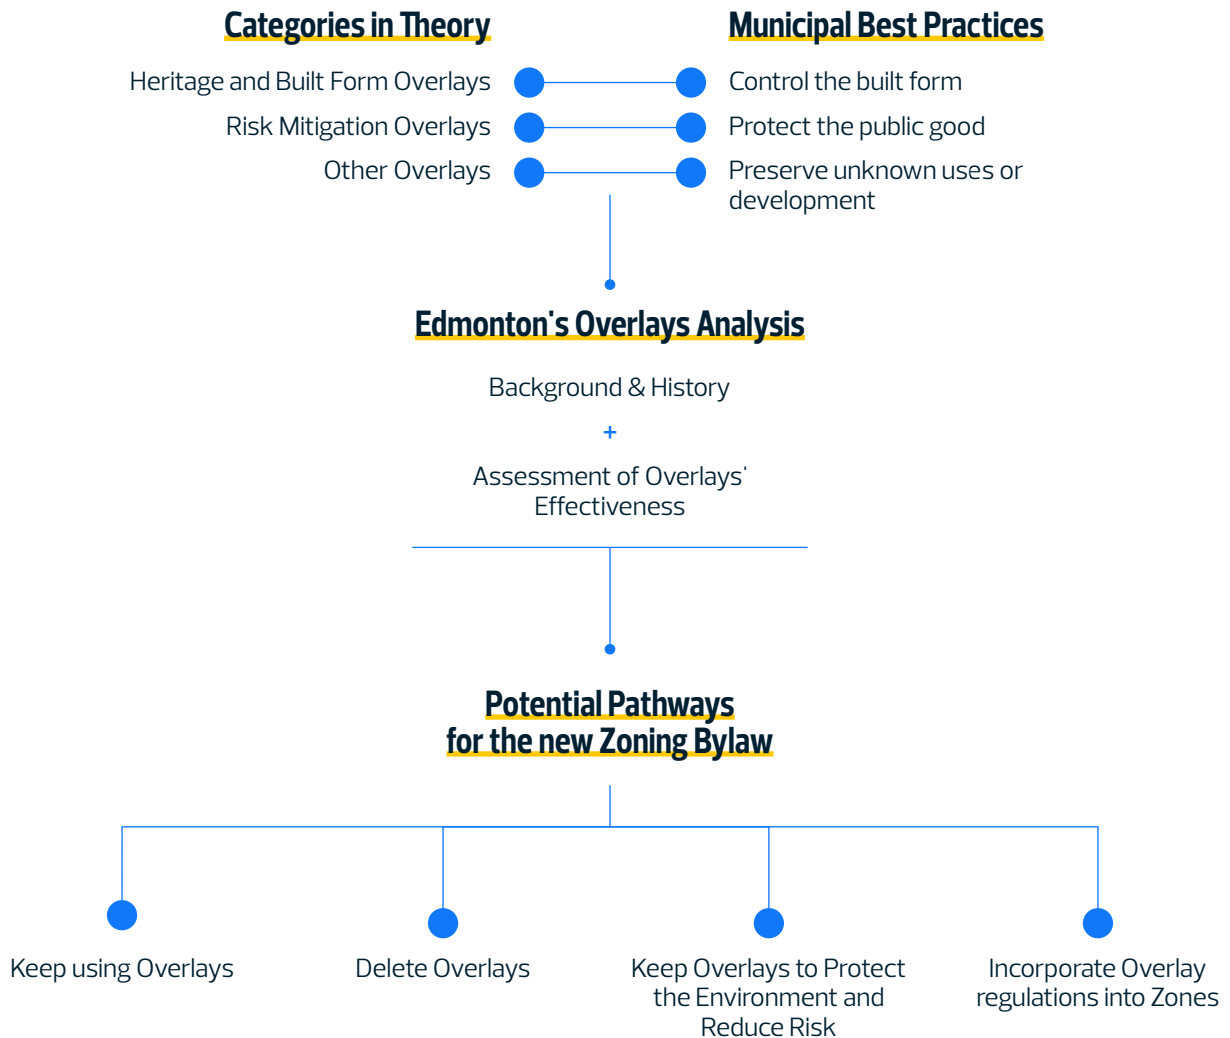 Categories in Theory
Municipal Best Practices
Heritage and Built Form Overlays
Control the built form
Risk Mitigation Overlays
Protect the public good
Other Overlays
Preserve unknown uses or
development
Edmonton's Overlays Analysis
Background & History
+
Assessment of Overlays'
Effectiveness
Potential Pathways
for the new Zoning Bylaw
Keep using Overlays
Delete Overlays
Keep Overlays to Protect
the Environment and
Reduce Risk
Incorporate Overlay
regulations into Zones